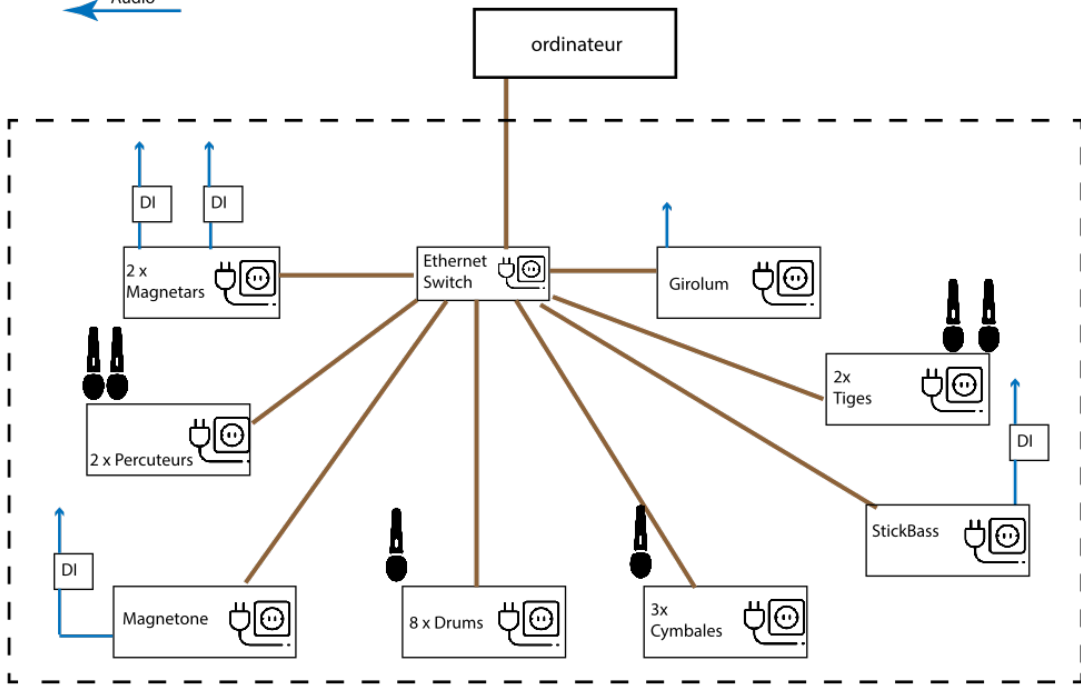 Audio
ordinateur
DI
DI
2 x
Magnetars
Ethernet
Switch
Girolum
2x
Tiges
2 x Percuteurs
DI
StickBass
DI
Magnetone
8 x Drums
3x
Cymbales